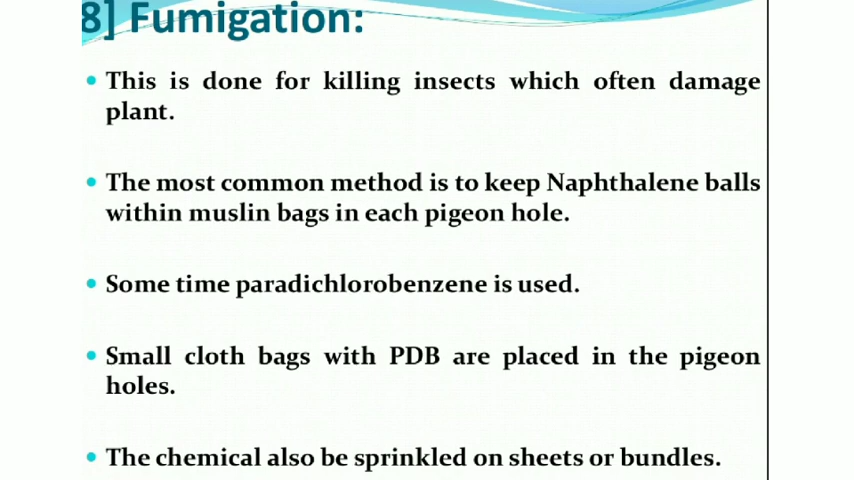 8] Fumigation:
• This is done for killing insects which often damage
plant.
• The most common method is to keep Naphthalene balls
within muslin bags in each pigeon hole.
• Some time paradichlorobenzene is used.
• Small cloth bags with PDB are placed in the pigeon
holes.
• The chemical also be sprinkled on sheets or bundles.